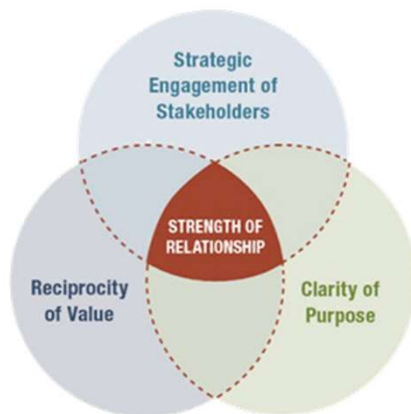 Strategic
Engagement of
Stakeholders
STRENGTH OF
RELATIONSHIP
Reciprocity
of Value
Clarity of
Purpose